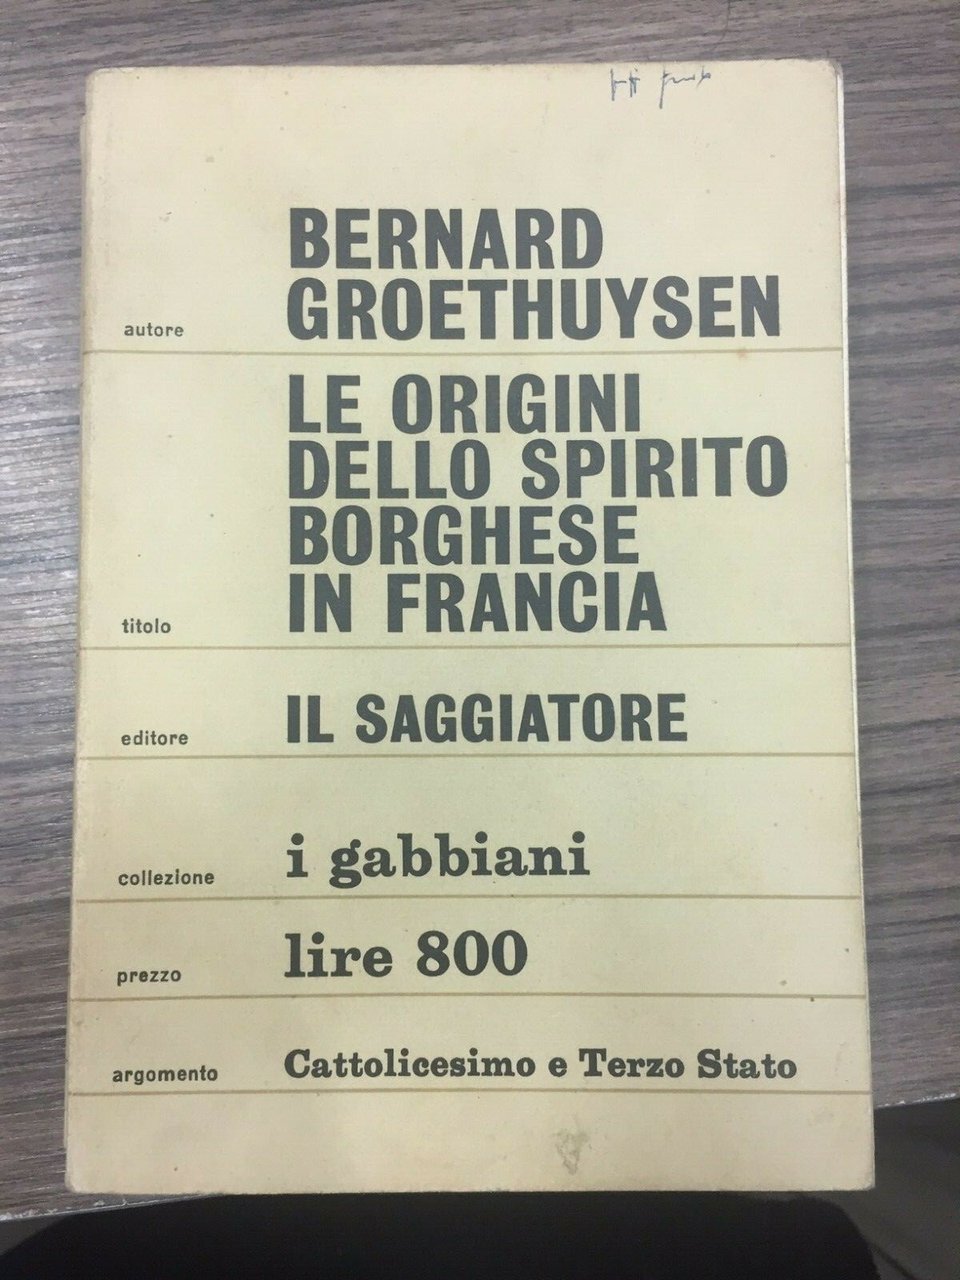 BERNARD
autore GROETHUYSEN
LE ORIGINI
DELLO SPIRITO
BORGHESE
titolo IN FRANCIA
editore IL SAGGIATORE
collezione i gabbiani
prezzo lire 800
argomento Cattolicesimo e Terzo Stato